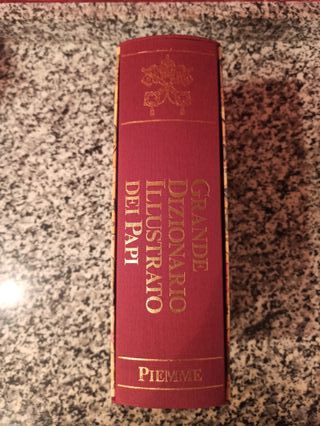 GRANDE
DIZIONARIO
ILLUSTRATO
DEI PAPI
PIEMME